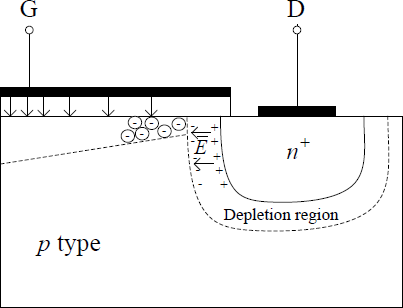 G
D
E
n+
Depletion region
p type